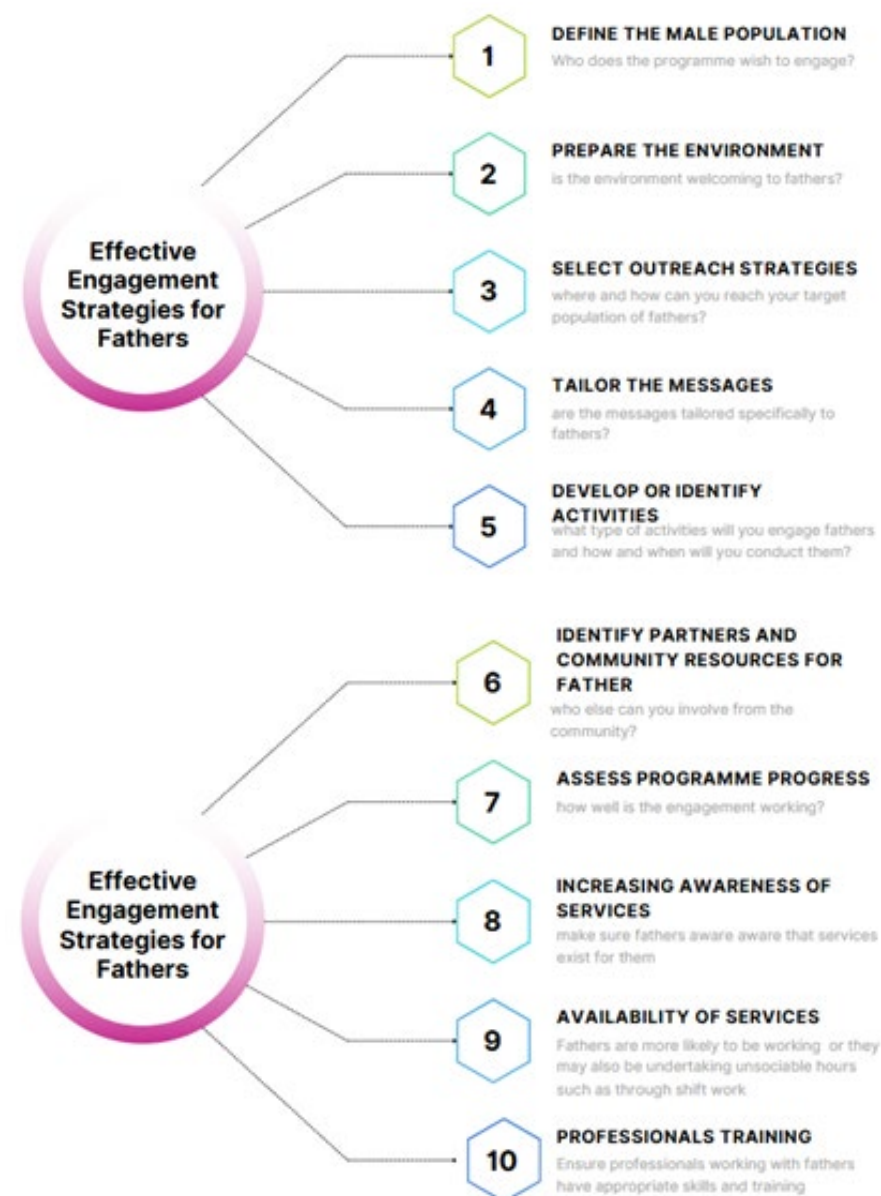 Effective
Engagement
Strategies for
Fathers
1
DEFINE THE MALE POPULATION
Who does the programme wish to engage?
2
PREPARE THE ENVIRONMENT
is the environment welcoming to fathers?
3
SELECT OUTREACH STRATEGIES
where and how can you reach your target
population of fathers?
4
TAILOR THE MESSAGES
are the messages tailored specifically to
fathers?
5
DEVELOP OR IDENTIFY
ACTIVITIES
what type of activities will you engage fathers
and how and when will you conduct them?
Effective
Engagement
Strategies for
Fathers
6
IDENTIFY PARTNERS AND
COMMUNITY RESOURCES FOR
FATHER
who else can you involve from the
community?
7
ASSESS PROGRAMME PROGRESS
how well is the engagement working?
8
INCREASING AWARENESS OF
SERVICES
make sure fathers aware aware that services
exist for them
9
AVAILABILITY OF SERVICES
Fathers are more likely to be working or they
may also be undertaking unsociable hours
such as through shift work
10
PROFESSIONALS TRAINING
Ensure professionals working with fathers
have appropriate skills and training